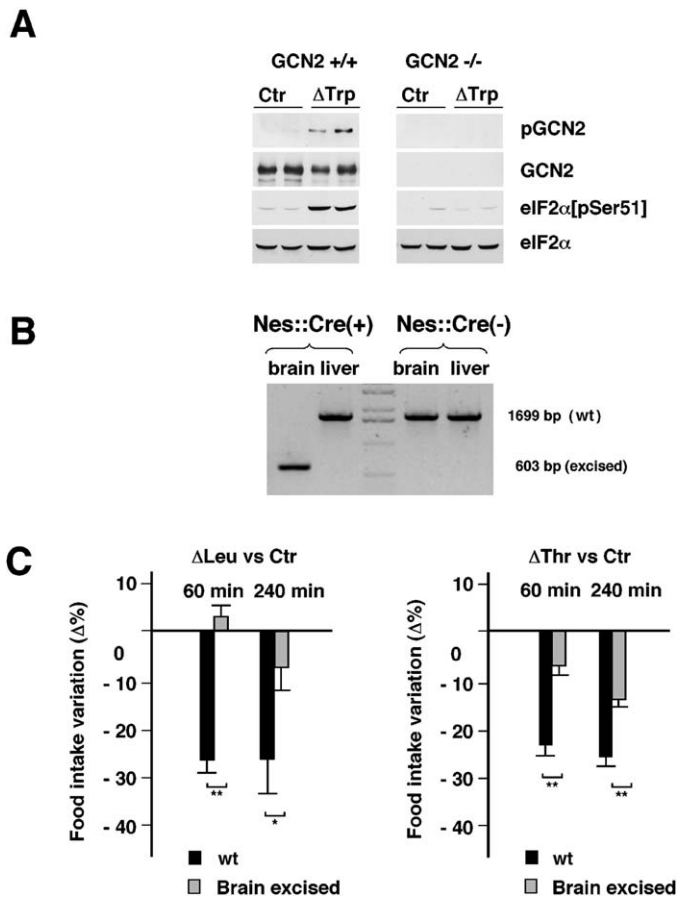 A
GCN2 +/+ GCN2 -/-
Ctr ΔTrp Ctr ΔTrp
pGCN2
GCN2
eIF2α[pSer51]
eIF2α
B
Nes::Cre(+) Nes::Cre(-)
brain liver brain liver
1699 bp (wt)
603 bp (excised)
C
ΔLeu vs Ctr
60 min 240 min
Food intake variation (Δ%)
10
0
- 10
- 20
- 30
- 40
**
*
wt
Brain excised
ΔThr vs Ctr
60 min 240 min
Food intake variation (Δ%)
10
0
- 10
- 20
- 30
- 40
**
**
wt
Brain excised